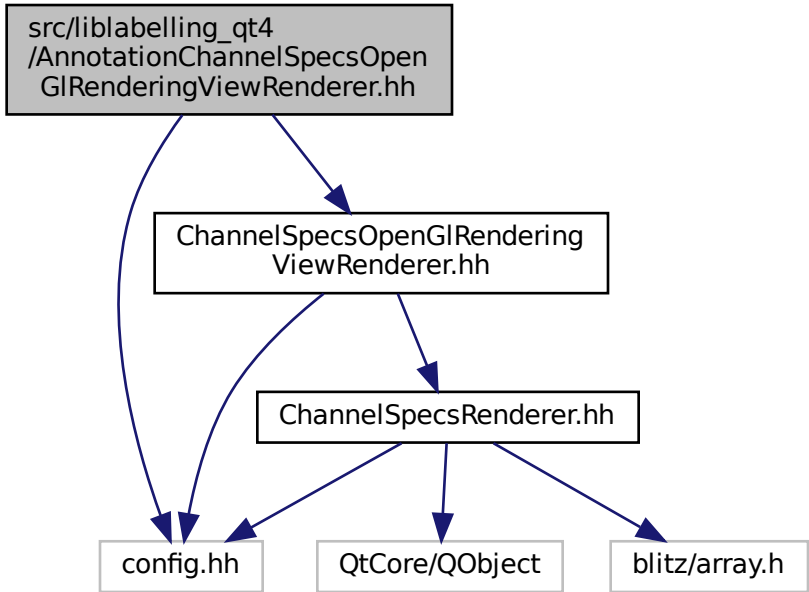 src/liblabelling_qt4
/AnnotationChannelSpecsOpen
GlRenderingViewRenderer.hh
ChannelSpecsOpenGlRendering
ViewRenderer.hh
ChannelSpecsRenderer.hh
config.hh
QtCore/QObject
blitz/array.h